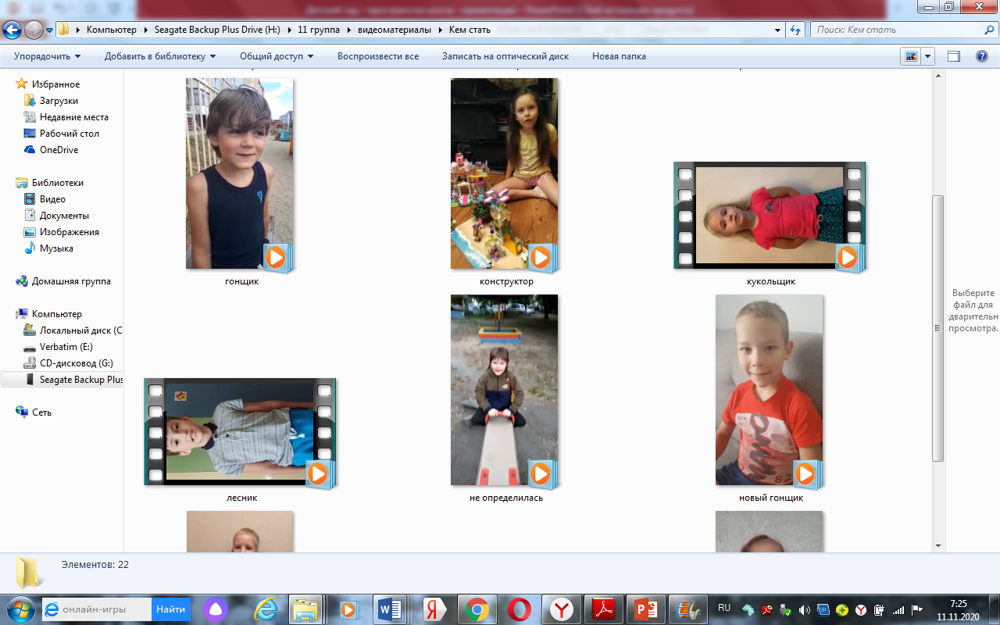 Компьютер Seagate Backup Plus Drive (H:) 11 группа видеоматериалы Кем стать Поиск: Кем стать
Упорядочить Добавить в библиотеку Общий доступ Воспроизвести все Записать на оптический диск Новая папка
Избранное
Загрузки
Недавние места
Рабочий стол
OneDrive
Библиотеки
Видео
Документы
Изображения
Музыка
Домашняя группа
Компьютер
Локальный диск (C
Verbatim (E:)
CD-дисковод (G:)
Seagate Backup Plus
Сеть
гонщик конструктор кукольщик
лесник не определилась новый гонщик
Выберите
файл для
дварительн
просмотра.
Элементов: 22
онлайн-игры Найти
RU
7:25
11.11.2020